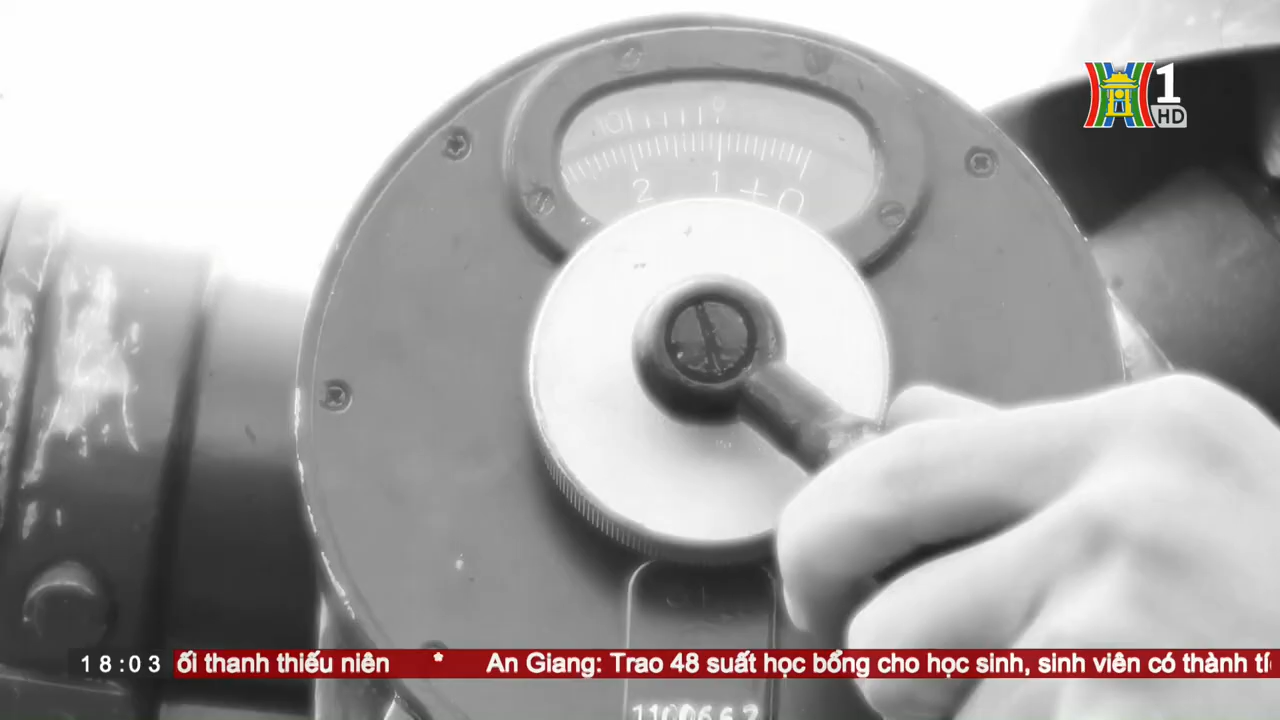 1
HD
0
2 1 + 0
18:03 ối thanh thiếu niên * An Giang: Trao 48 suất học bổng cho học sinh, sinh viên có thành tí